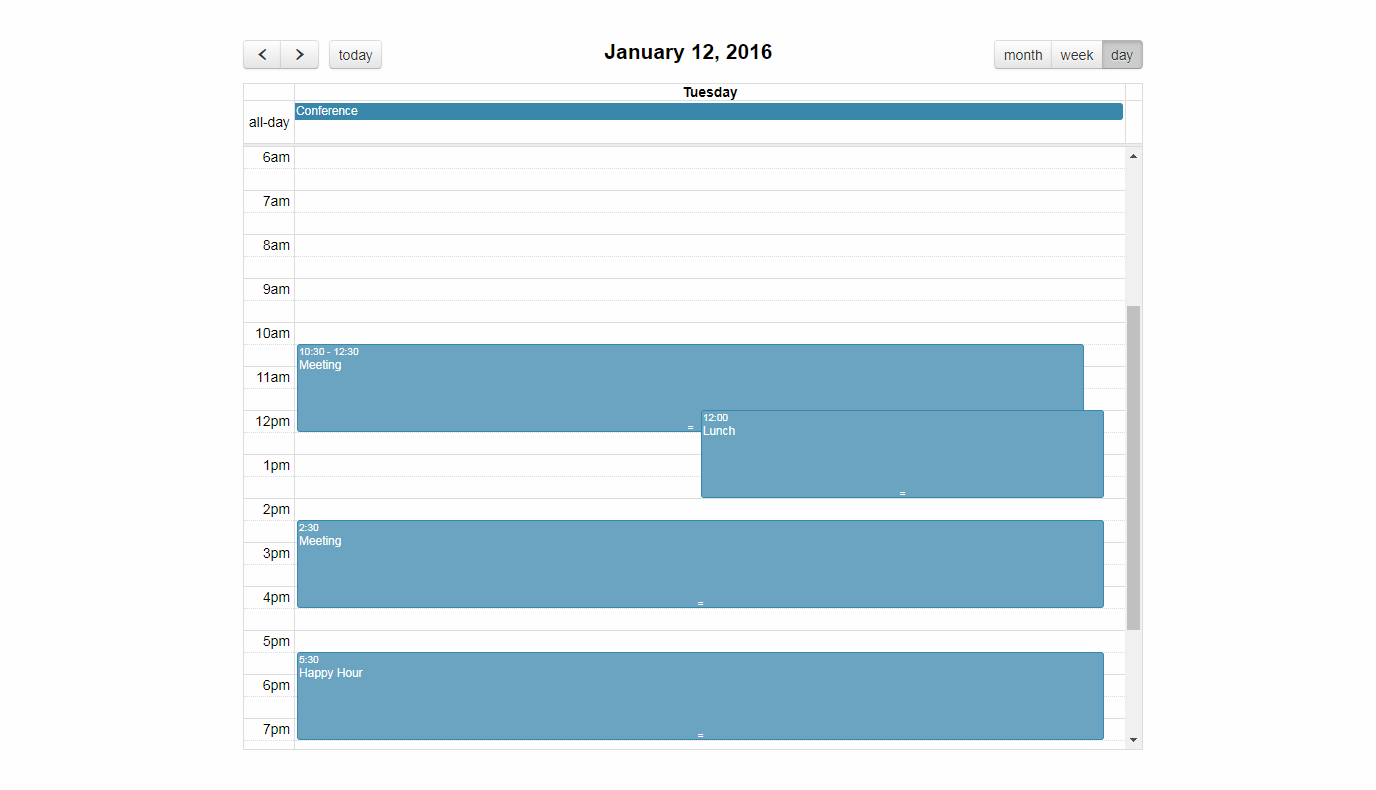 today
January 12, 2016
month week day
Tuesday
all-day
Conference
6am
7am
8am
9am
10am
10:30 - 12:30
Meeting
11am
12pm
12:00
Lunch
1pm
2pm
2:30
Meeting
3pm
4pm
5pm
5:30
Happy Hour
6pm
7pm